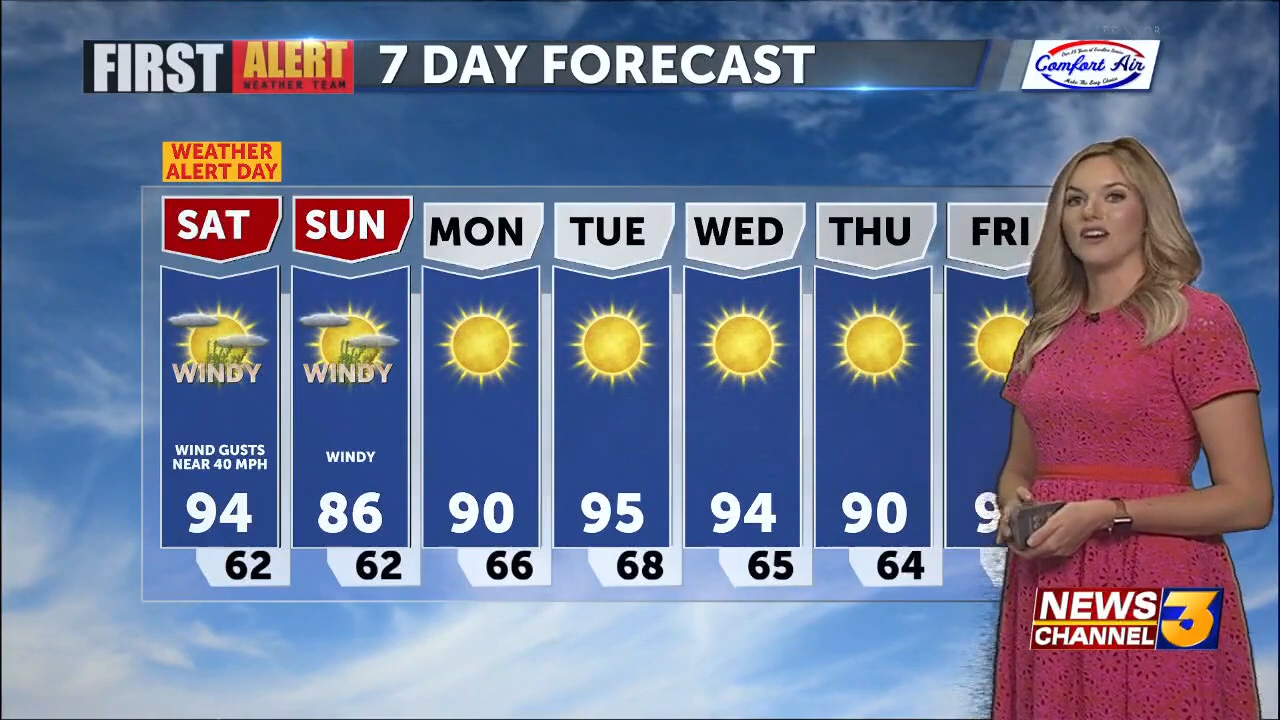 FIRST ALERT
WEATHER TEAM
7 DAY FORECAST
Comfort Air
WEATHER
ALERT DAY
SAT SUN MON TUE WED THU FRI
WINDY WINDY
WIND GUSTS
NEAR 40 MPH
WINDY
94 86 90 95 94 90 9
62 62 66 68 65 64
NEWS
CHANNEL 3